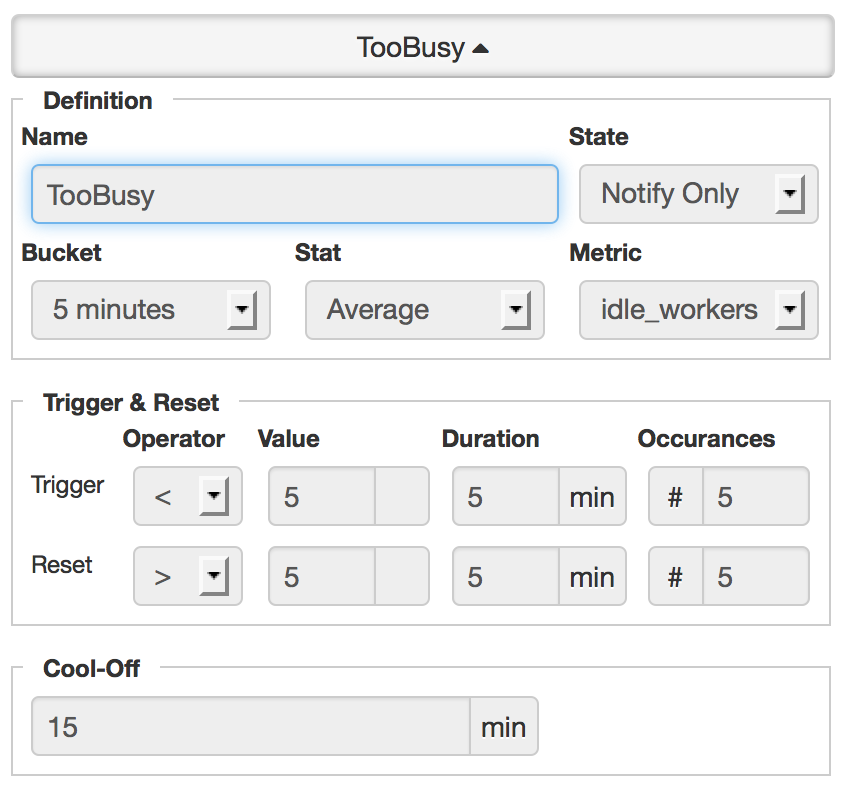 TooBusy
Definition
Name State
TooBusy Notify Only
Bucket Stat Metric
5 minutes Average idle_workers
Trigger & Reset
Operator Value Duration Occurances
Trigger < 5 5 min # 5
Reset > 5 5 min # 5
Cool-Off
15 min